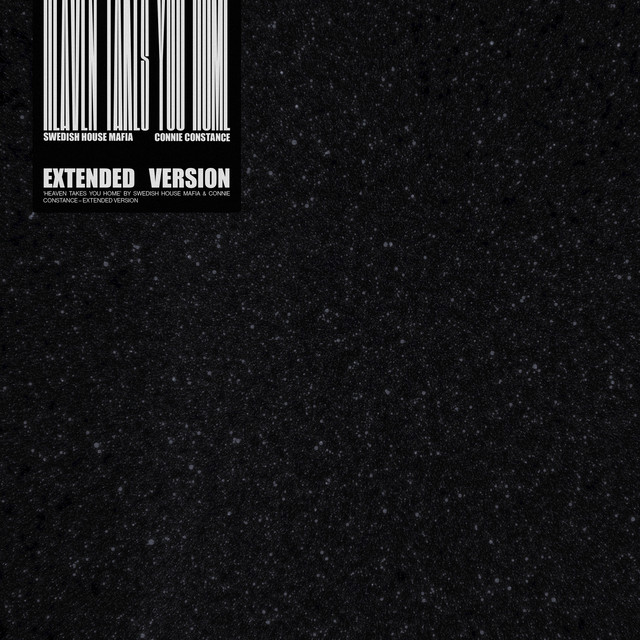 HEAVEN TAKES YOU HOME
SWEDISH HOUSE MAFIA CONNIE CONSTANCE
EXTENDED VERSION
'HEAVEN TAKES YOU HOME' BY SWEDISH HOUSE MAFIA & CONNIE
CONSTANCE – EXTENDED VERSION